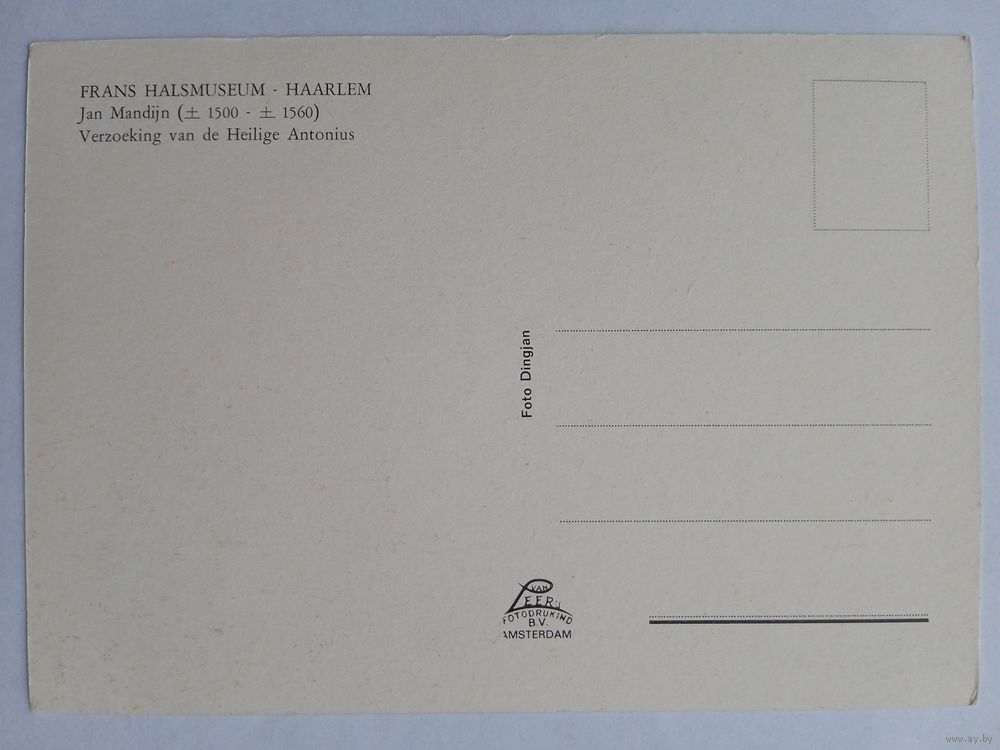 FRANS HALSMUSEUM - HAARLEM
Jan Mandijn (± 1500 - ± 1560)
Verzoeking van de Heilige Antonius
Foto Dingjan
VAN
LEER'S
FOTODRUKIND
B.V.
AMSTERDAM
www.ay.by